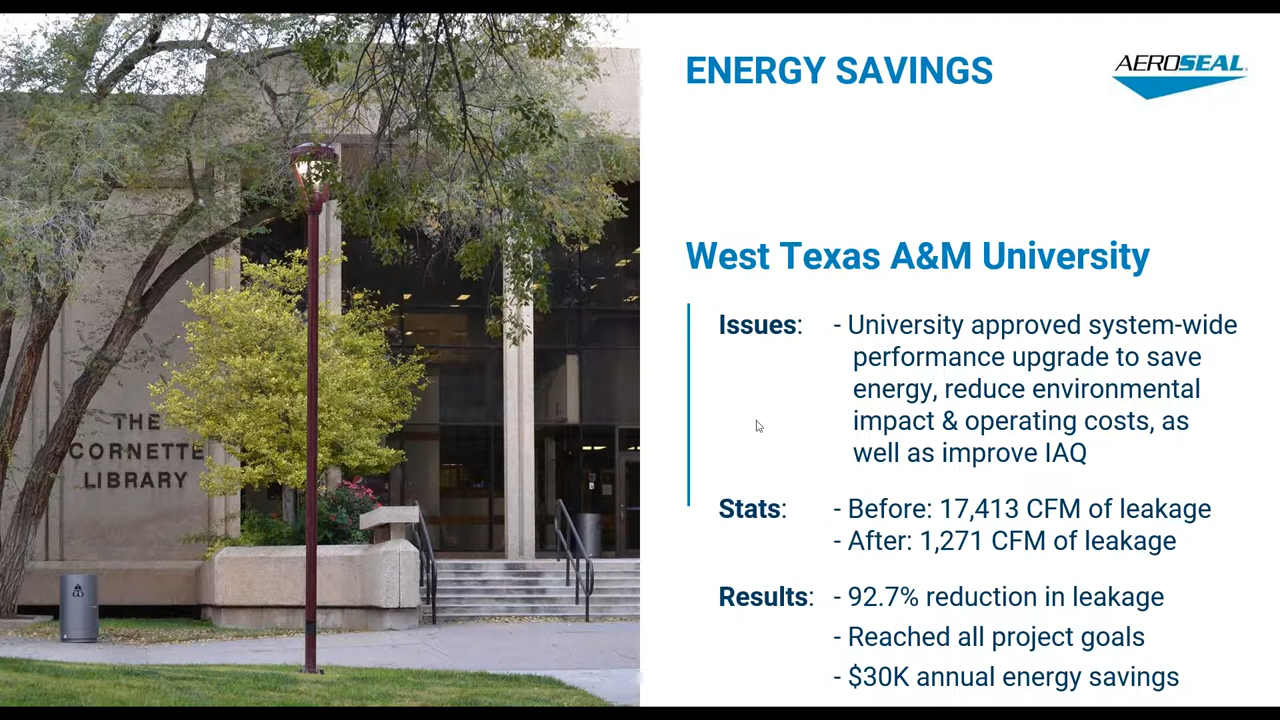 THE
CORNETTE
LIBRARY
ENERGY SAVINGS
AEROSEAL
West Texas A&M University
Issues: - University approved system-wide
performance upgrade to save
energy, reduce environmental
impact & operating costs, as
well as improve IAQ
Stats: - Before: 17,413 CFM of leakage
- After: 1,271 CFM of leakage
Results: - 92.7% reduction in leakage
- Reached all project goals
- $30K annual energy savings